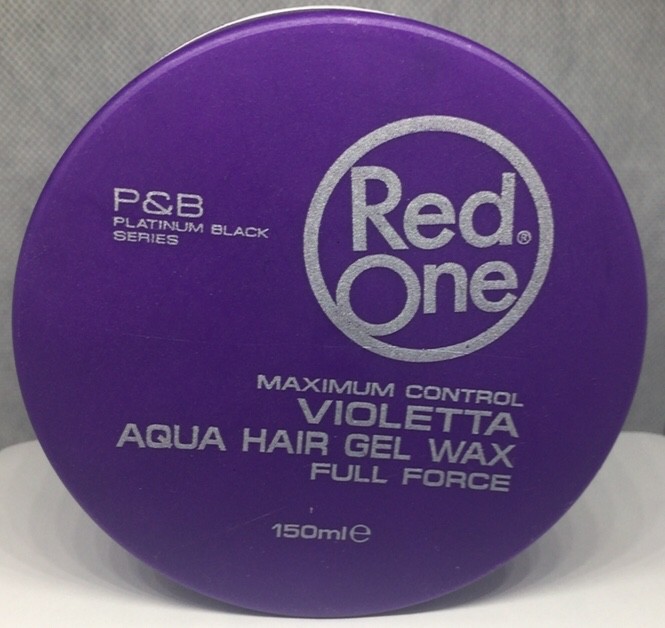 P&B
PLATINUM BLACK
SERIES
Red®
One
MAXIMUM CONTROL
VIOLETTA
AQUA HAIR GEL WAX
FULL FORCE
150ml℮